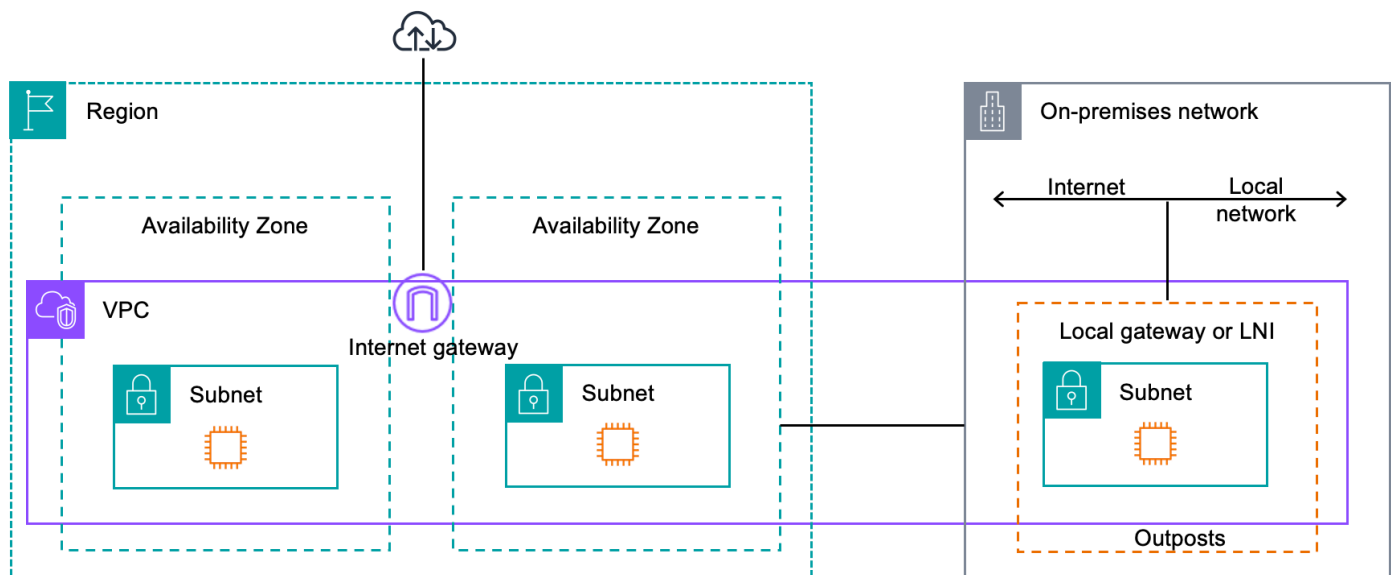 Region
On-premises network
Internet
Local
network
Availability Zone
Availability Zone
VPC
Internet gateway
Local gateway or LNI
Subnet
Subnet
Subnet
Outposts